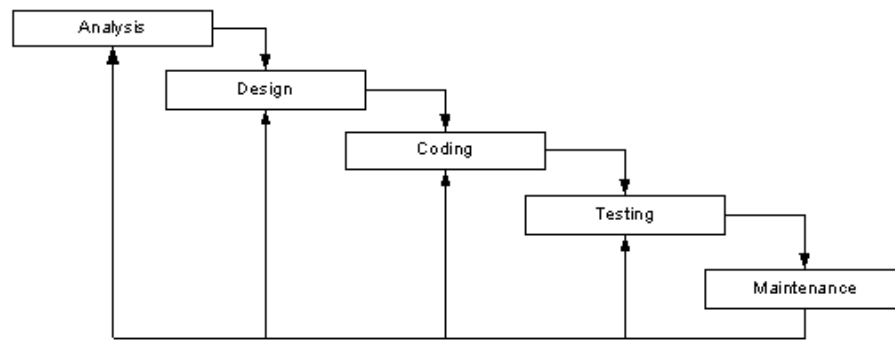 Analysis
Design
Coding
Testing
Maintenance